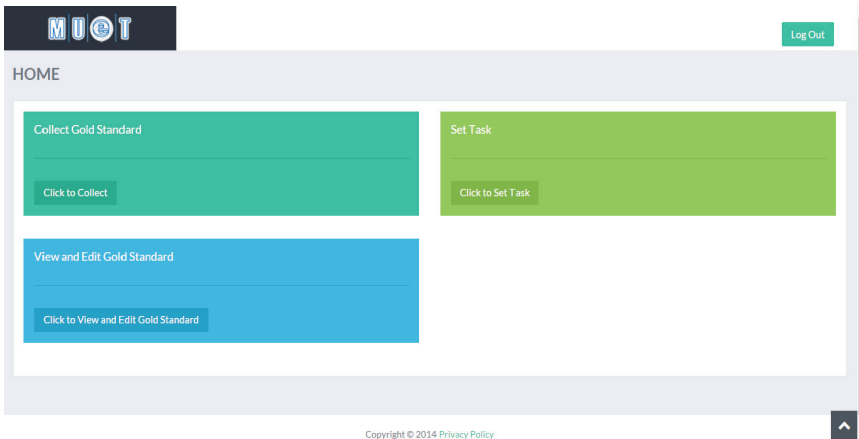 MUeT
Log Out
HOME
Collect Gold Standard
Click to Collect
Set Task
Click to Set Task
View and Edit Gold Standard
Click to View and Edit Gold Standard
Copyright © 2014 Privacy Policy